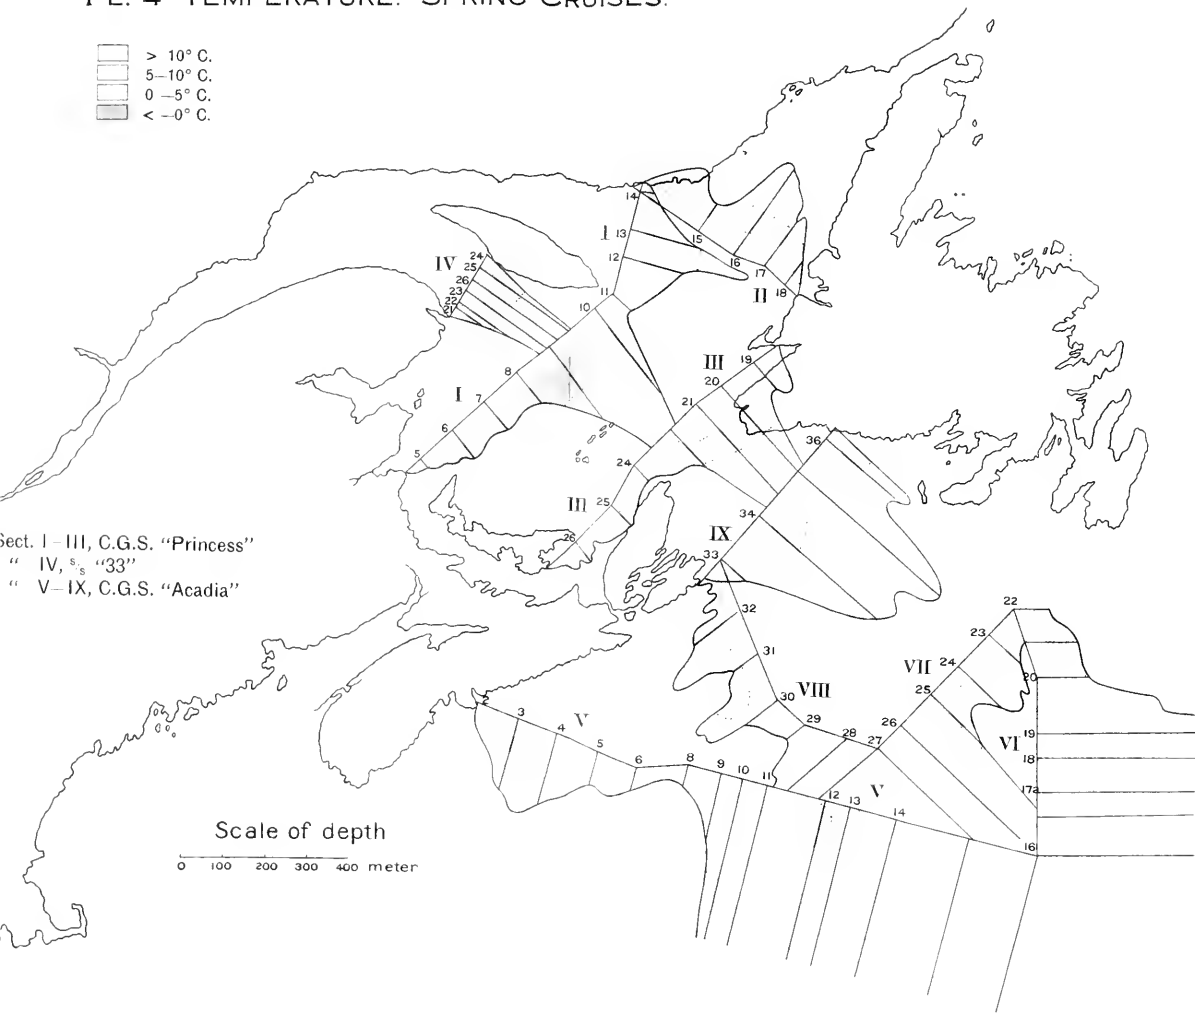 PL. 4 TEMPERATURE. SPRING CRUISES.
> 10° C.
5–10° C.
0 –5° C.
< –0° C.
14
I 13
12
15
16
17
II 18
IV 24
25
26
23
22
21
11
10
III 19
20
21
8
I 7
6
5
36
24
III 25
26
34
IX
33
Sect. I–III, C.G.S. “Princess”
“ IV, s/s “33”
“ V–IX, C.G.S. “Acadia”
32
31
30 VIII
29
28
27
22
23
VII 24
25
26
20
VI 19
18
17a
16
2
3
4 V
5
6
8
9
10
11
12 V
13
14
Scale of depth
0 100 200 300 400 meter